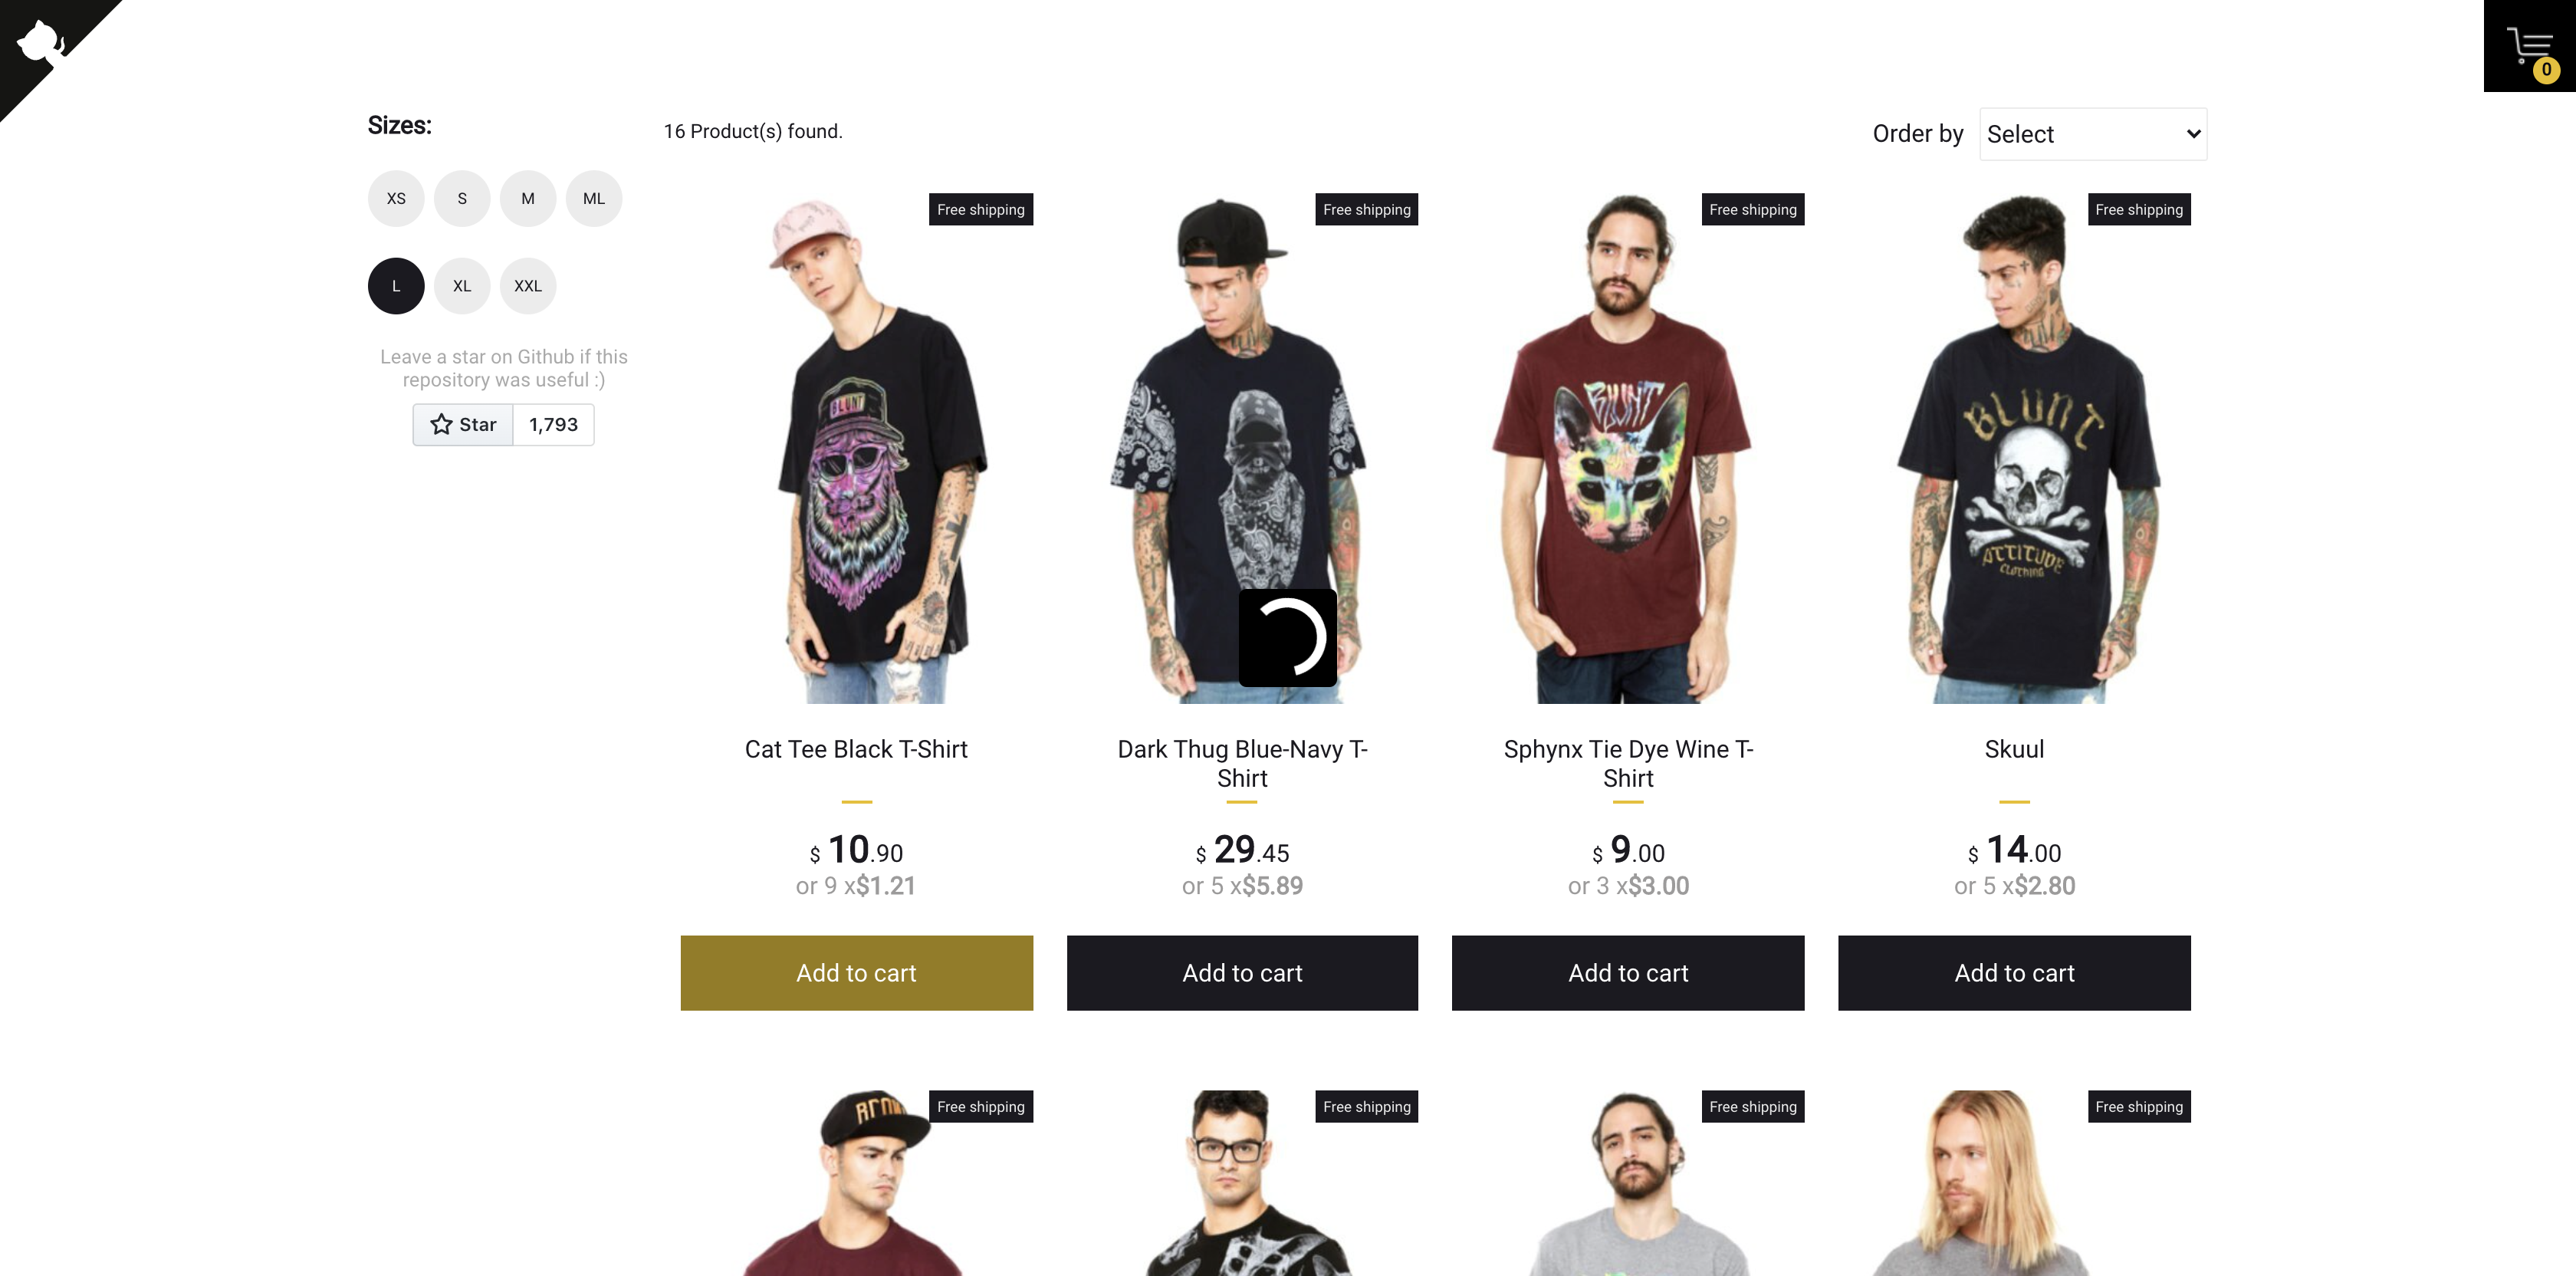 0
Sizes:
16 Product(s) found.
Order by Select
XS S M ML
L XL XXL
Leave a star on Github if this
repository was useful :)
Star 1,793
Free shipping Free shipping Free shipping Free shipping
BLUNT
BLUNT
BLUNT
ATTITUDE
CLOTHING
Cat Tee Black T-Shirt
Dark Thug Blue-Navy T-
Shirt
Sphynx Tie Dye Wine T-
Shirt
Skuul
$ 10.90 $ 29.45 $ 9.00 $ 14.00
or 9 x$1.21 or 5 x$5.89 or 3 x$3.00 or 5 x$2.80
Add to cart Add to cart Add to cart Add to cart
Free shipping Free shipping Free shipping Free shipping